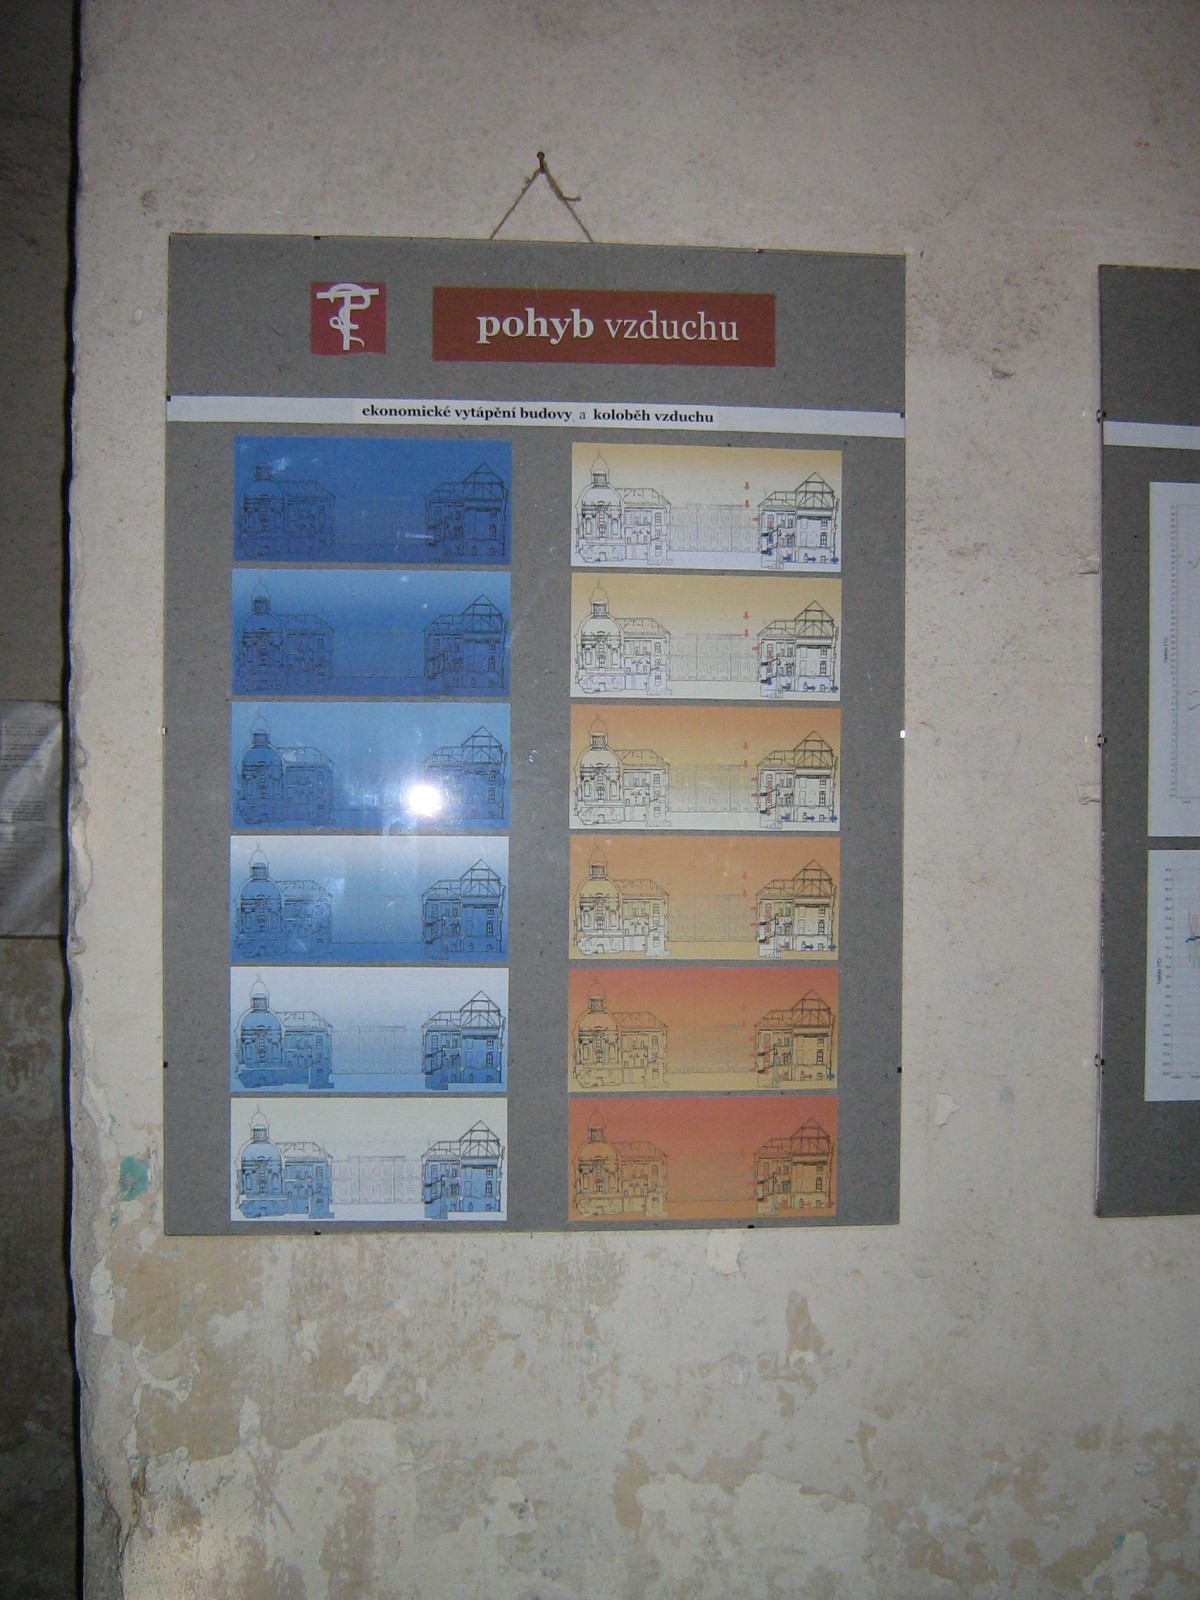 pohyb vzduchu
ekonomické vytápění budovy a koloběh vzduchu